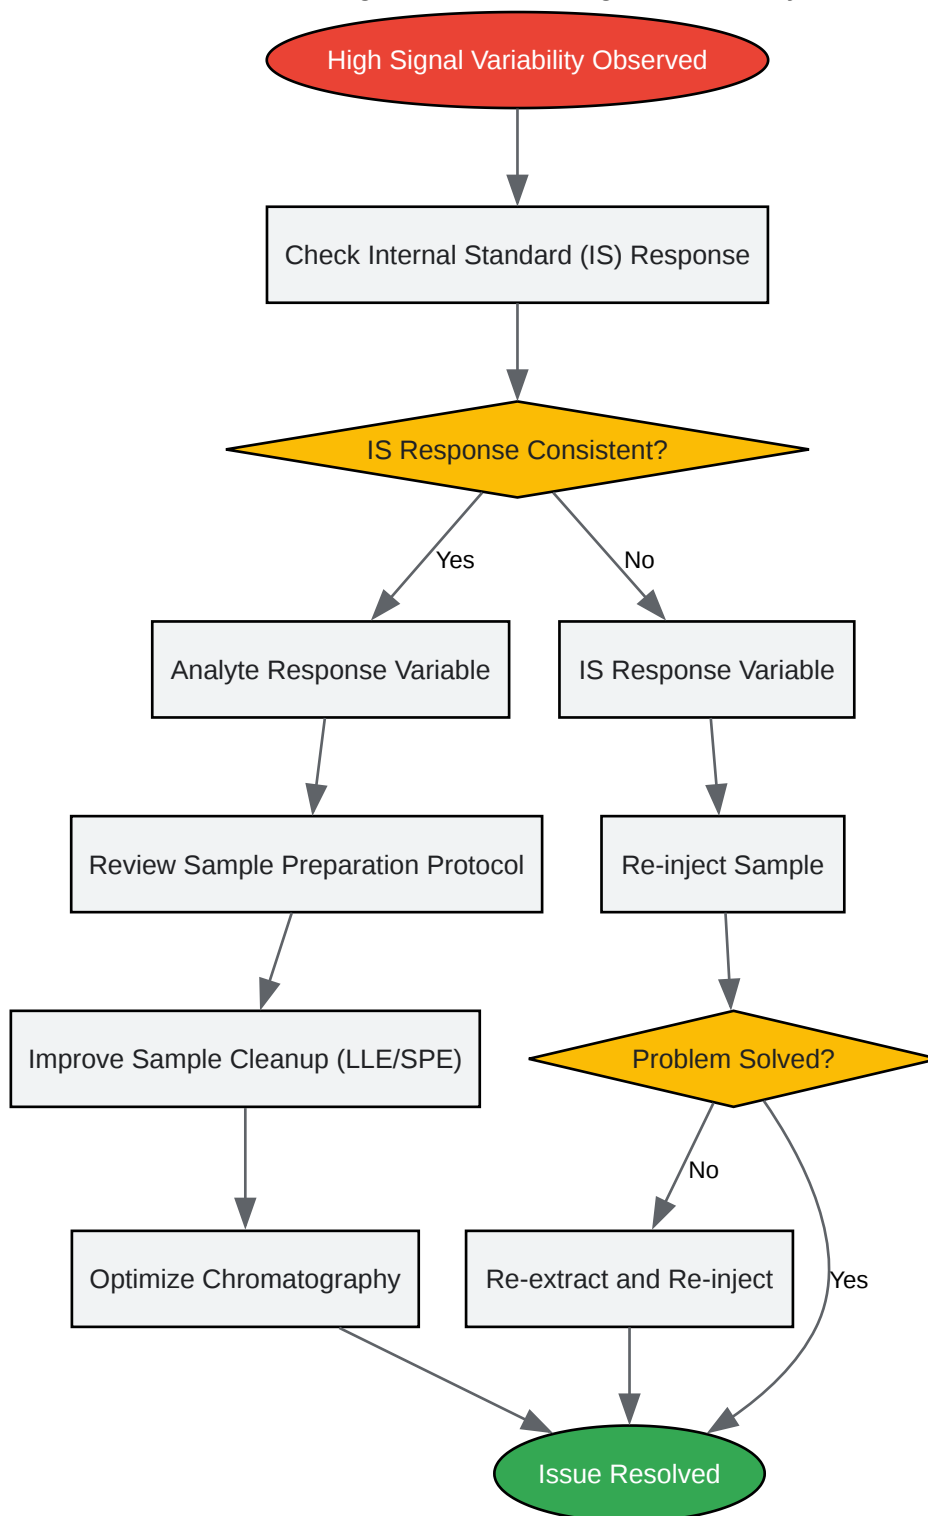 High Signal Variability Observed
Check Internal Standard (IS) Response
IS Response Consistent?
Yes
No
Analyte Response Variable
IS Response Variable
Review Sample Preparation Protocol
Re-inject Sample
Improve Sample Cleanup (LLE/SPE)
Problem Solved?
No
Optimize Chromatography
Re-extract and Re-inject
Yes
Issue Resolved